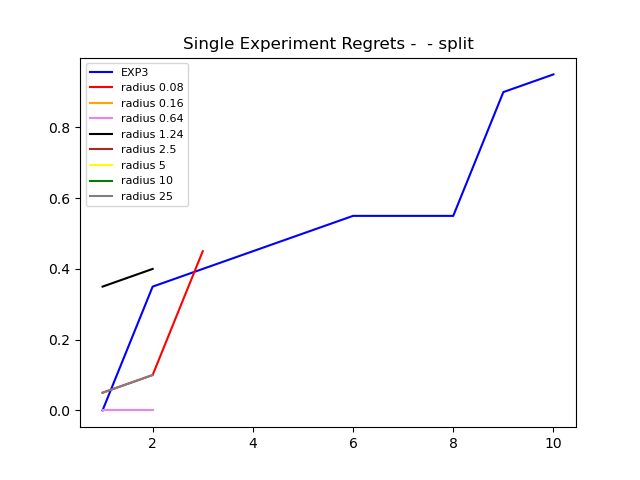 Single Experiment Regrets -  - split
EXP3
radius 0.08
radius 0.16
radius 0.64
radius 1.24
radius 2.5
radius 5
radius 10
radius 25
0.8
0.6
0.4
0.2
0.0
2 4 6 8 10